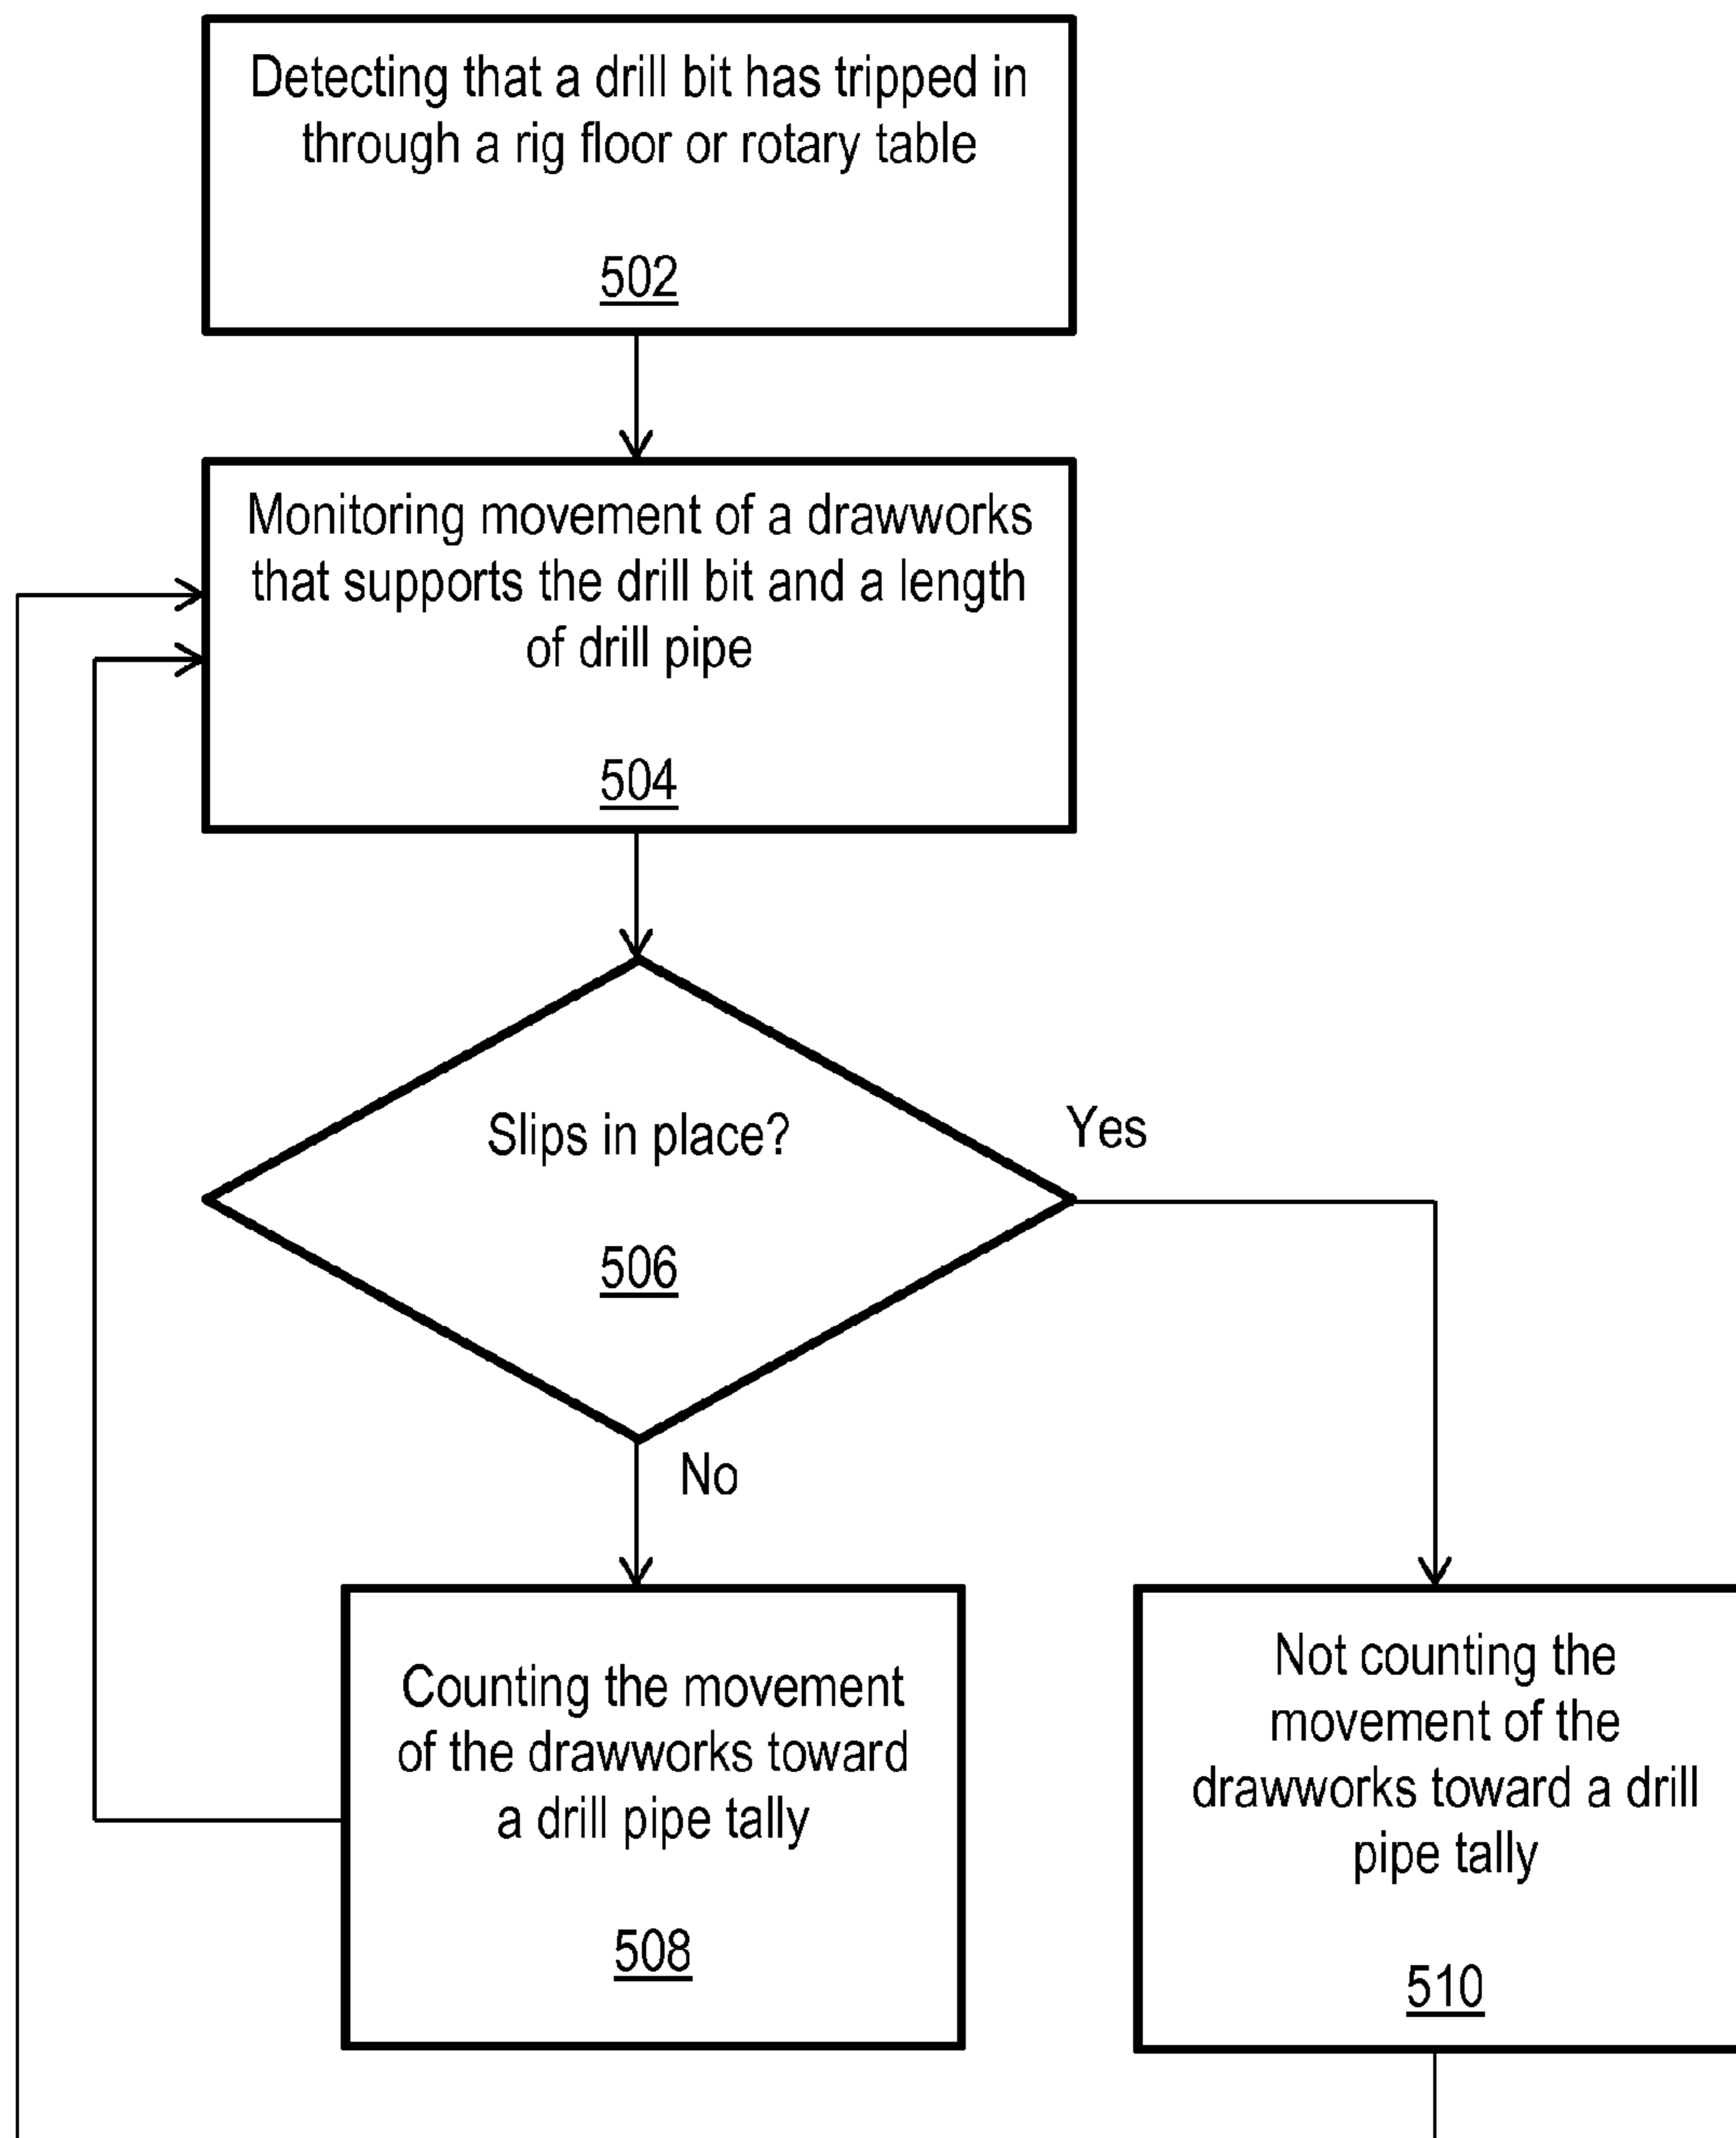 Detecting that a drill bit has tripped in
through a rig floor or rotary table
502
Monitoring movement of a drawworks
that supports the drill bit and a length
of drill pipe
504
Slips in place?
506
Yes
No
Counting the movement
of the drawworks toward
a drill pipe tally
508
Not counting the
movement of the
drawworks toward a drill
pipe tally
510